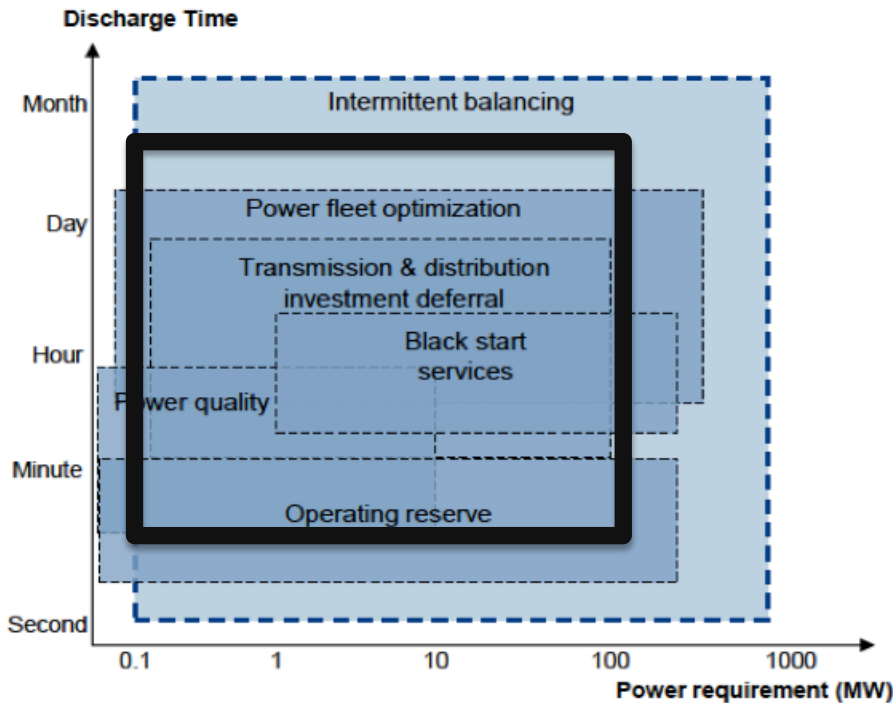 Discharge Time
Month
Intermittent balancing
Day
Power fleet optimization
Transmission & distribution
investment deferral
Hour
Black start
services
Power quality
Minute
Operating reserve
Second
0.1 1 10 100 1000
Power requirement (MW)